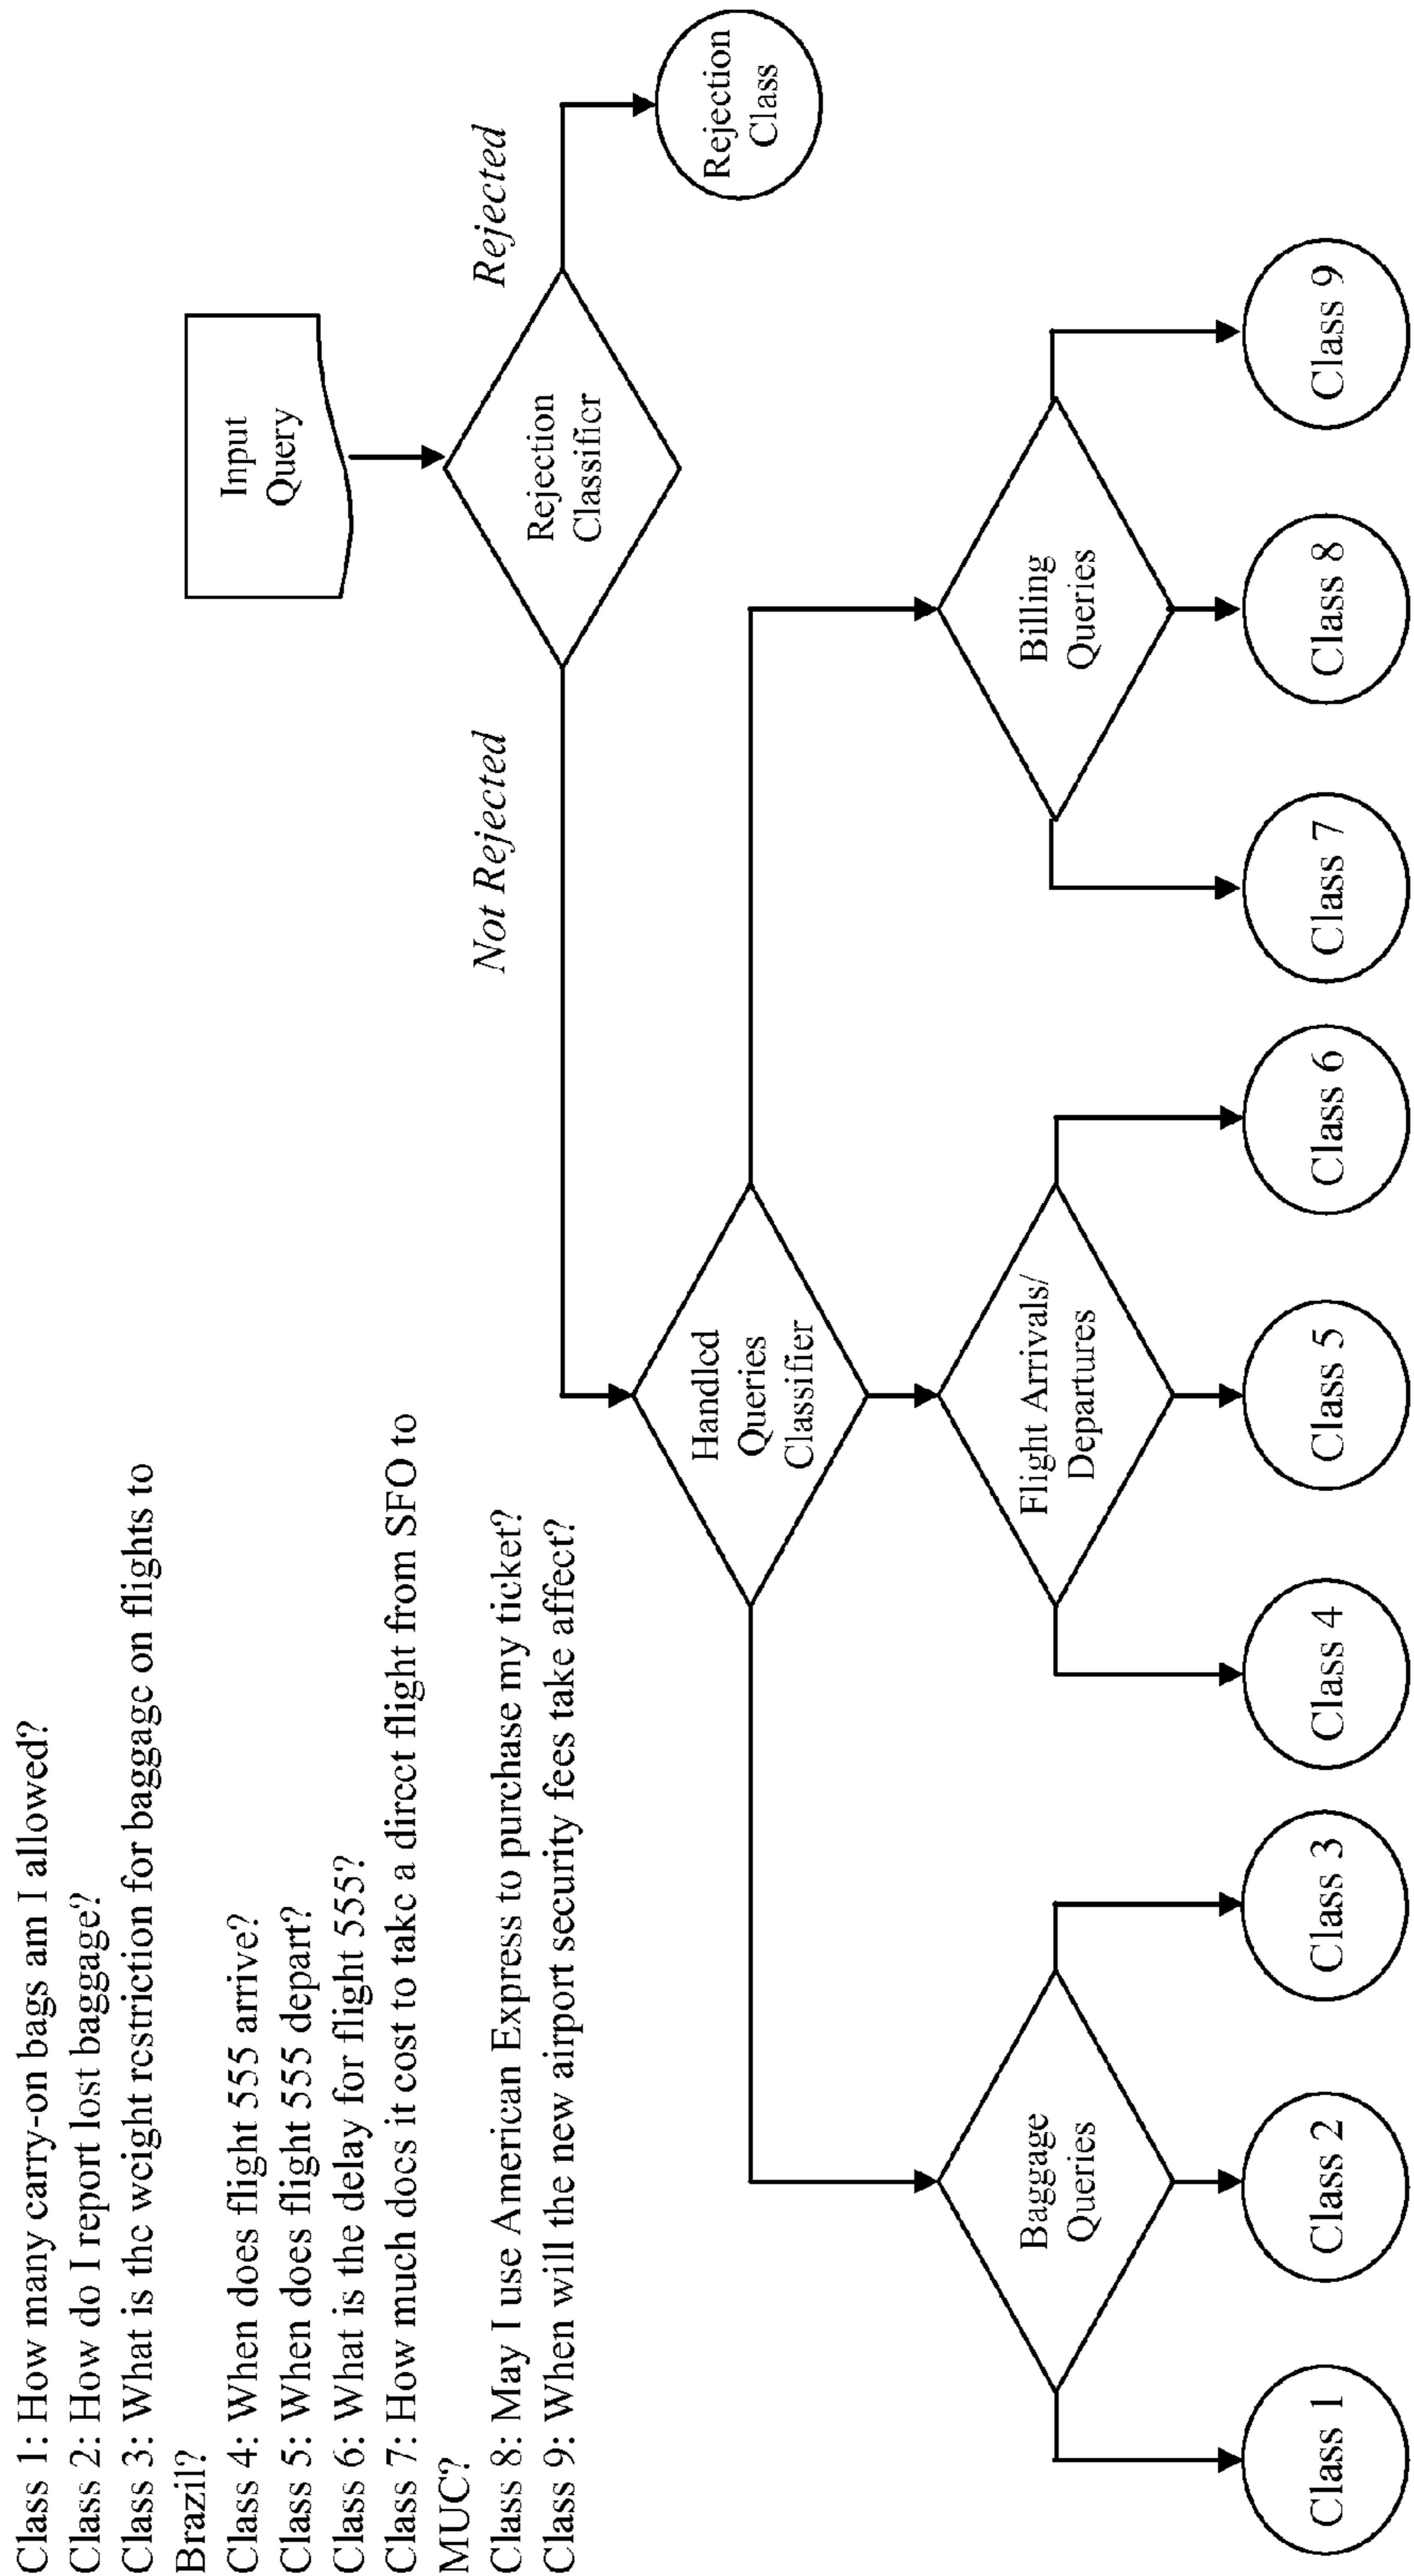 Class 1: How many carry-on bags am I allowed?
Class 2: How do I report lost baggage?
Class 3: What is the weight restriction for baggage on flights to
Brazil?
Class 4: When does flight 555 arrive?
Class 5: When does flight 555 depart?
Class 6: What is the delay for flight 555?
Class 7: How much does it cost to take a direct flight from SFO to
MUC?
Class 8: May I use American Express to purchase my ticket?
Class 9: When will the new airport security fees take affect?
Input
Query
Rejection
Classifier
Not Rejected
Rejected
Rejection
Class
Handled
Queries
Classifier
Baggage
Queries
Flight Arrivals/
Departures
Billing
Queries
Class 1
Class 2
Class 3
Class 4
Class 5
Class 6
Class 7
Class 8
Class 9